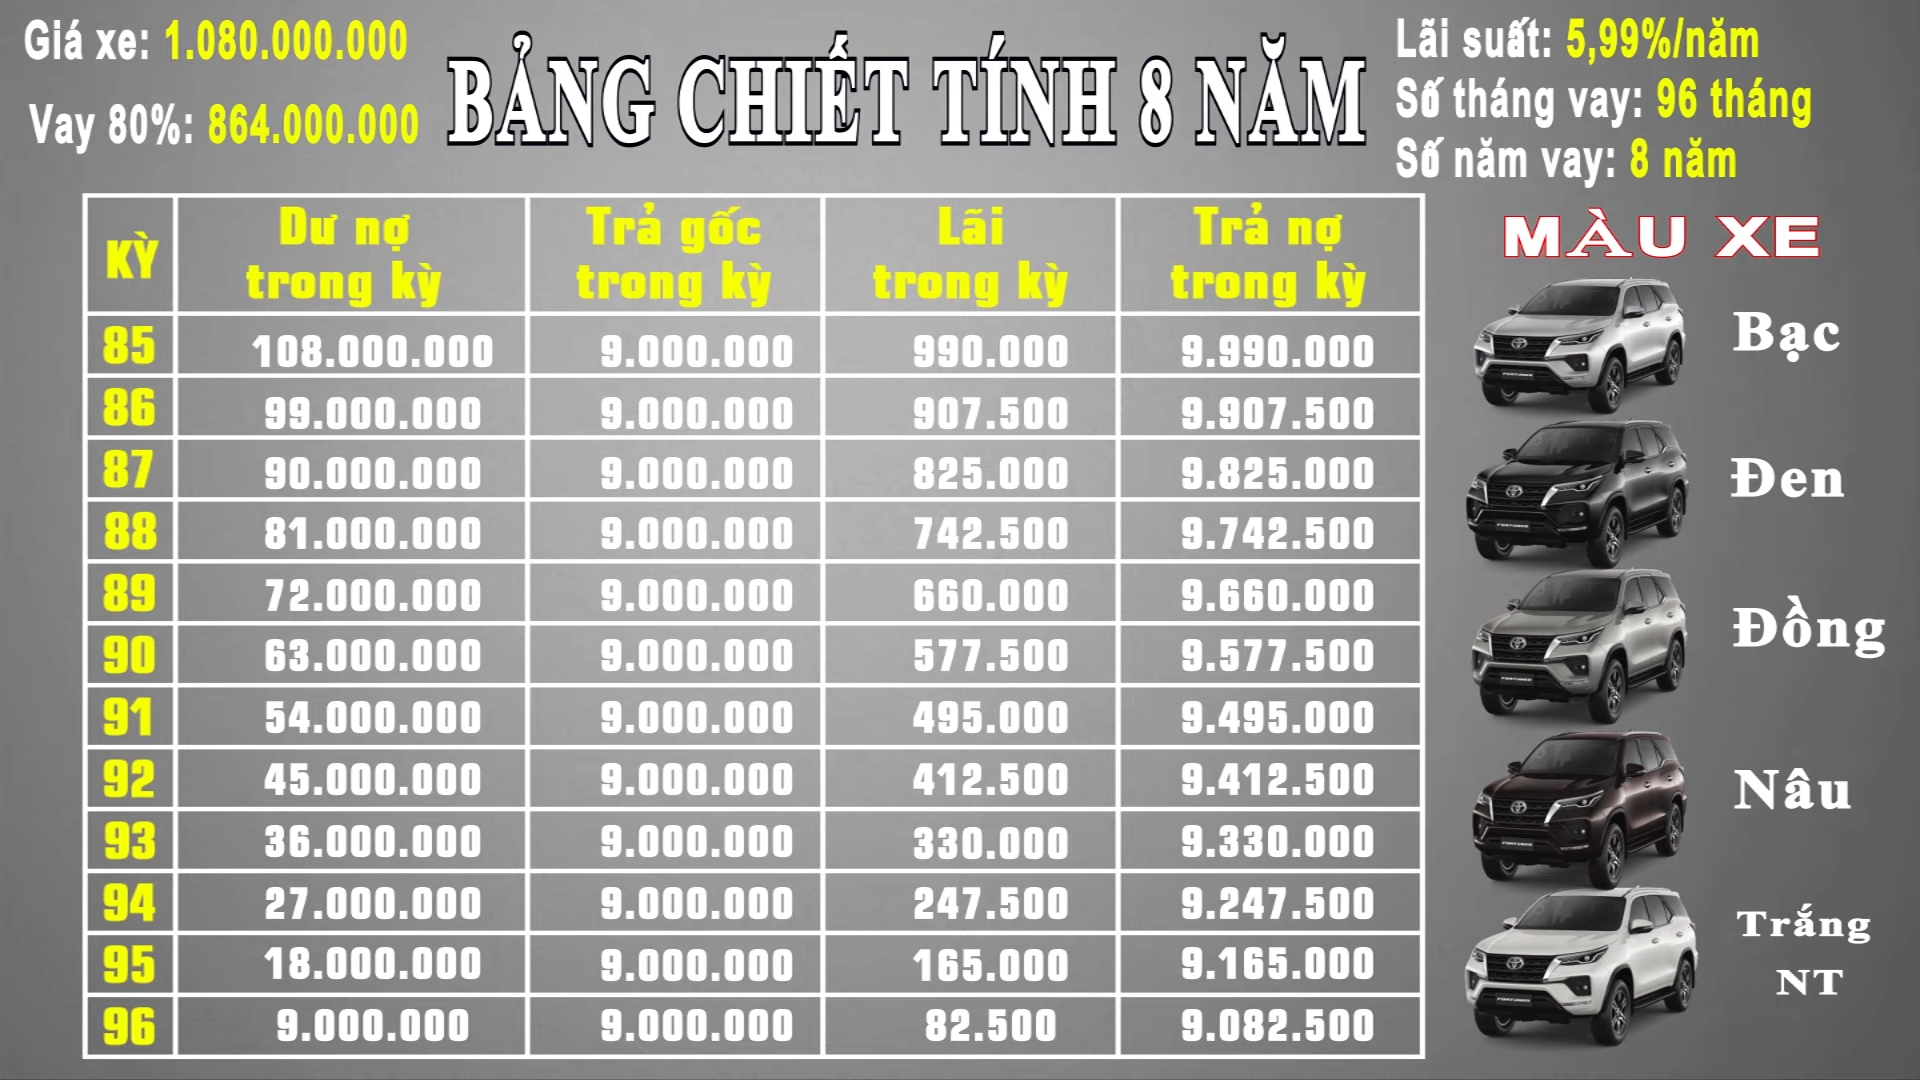 Giá xe: 1.080.000.000
Vay 80%: 864.000.000
BẢNG CHIẾT TÍNH 8 NĂM
Lãi suất: 5,99%/năm
Số tháng vay: 96 tháng
Số năm vay: 8 năm
KỲ Dư nợ trong kỳ Trả gốc trong kỳ Lãi trong kỳ Trả nợ trong kỳ
85 108.000.000 9.000.000 990.000 9.990.000
86 99.000.000 9.000.000 907.500 9.907.500
87 90.000.000 9.000.000 825.000 9.825.000
88 81.000.000 9.000.000 742.500 9.742.500
89 72.000.000 9.000.000 660.000 9.660.000
90 63.000.000 9.000.000 577.500 9.577.500
91 54.000.000 9.000.000 495.000 9.495.000
92 45.000.000 9.000.000 412.500 9.412.500
93 36.000.000 9.000.000 330.000 9.330.000
94 27.000.000 9.000.000 247.500 9.247.500
95 18.000.000 9.000.000 165.000 9.165.000
96 9.000.000 9.000.000 82.500 9.082.500
MÀU XE
Bạc
Đen
Đồng
Nâu
Trắng
NT